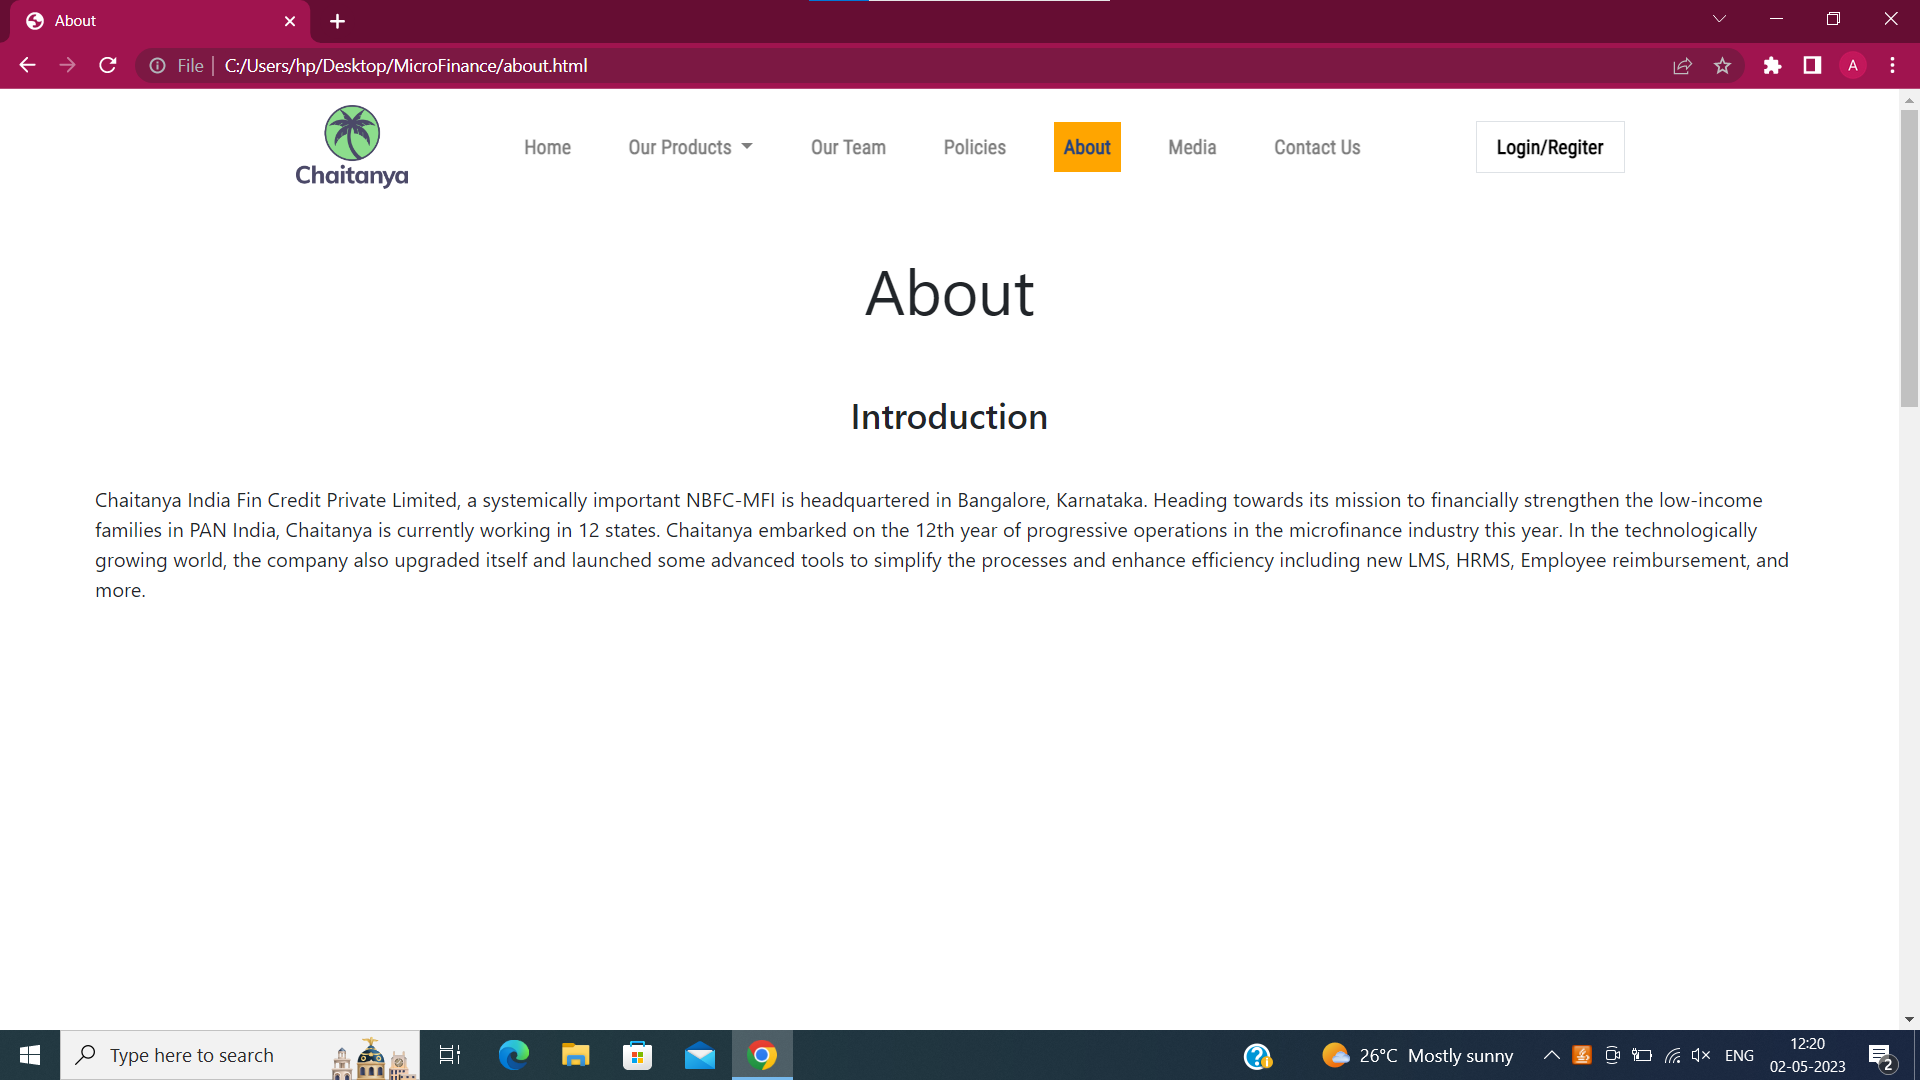 About
File
C:/Users/hp/Desktop/MicroFinance/about.html
A
Chaitanya
Home
Our Products
Our Team
Policies
About
Media
Contact Us
Login/Regiter
About
Introduction
Chaitanya India Fin Credit Private Limited, a systemically important NBFC-MFI is headquartered in Bangalore, Karnataka. Heading towards its mission to financially strengthen the low-income
families in PAN India, Chaitanya is currently working in 12 states. Chaitanya embarked on the 12th year of progressive operations in the microfinance industry this year. In the technologically
growing world, the company also upgraded itself and launched some advanced tools to simplify the processes and enhance efficiency including new LMS, HRMS, Employee reimbursement, and
more.
Type here to search
26°C Mostly sunny
ENG
12:20
02-05-2023
2